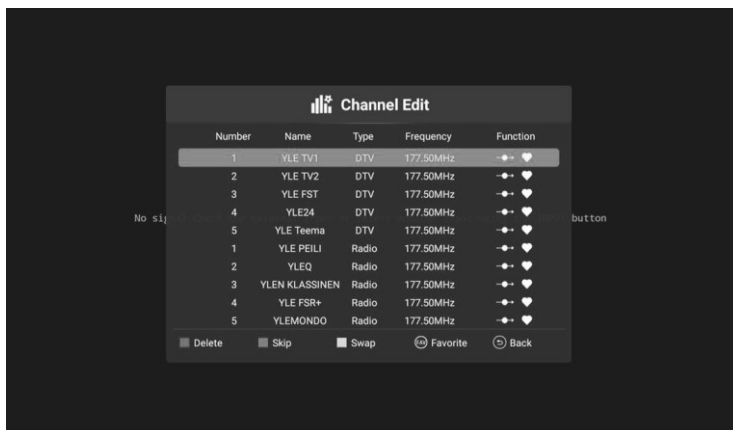 Channel Edit
Number Name Type Frequency Function
1 YLE TV1 DTV 177.50MHz
2 YLE TV2 DTV 177.50MHz
3 YLE FST DTV 177.50MHz
4 YLE24 DTV 177.50MHz
No sig button
5 YLE Teema DTV 177.50MHz
1 YLE PEILI Radio 177.50MHz
2 YLEQ Radio 177.50MHz
3 YLEN KLASSINEN Radio 177.50MHz
4 YLE FSR+ Radio 177.50MHz
5 YLEMONDO Radio 177.50MHz
Delete Skip Swap FAV Favorite Back